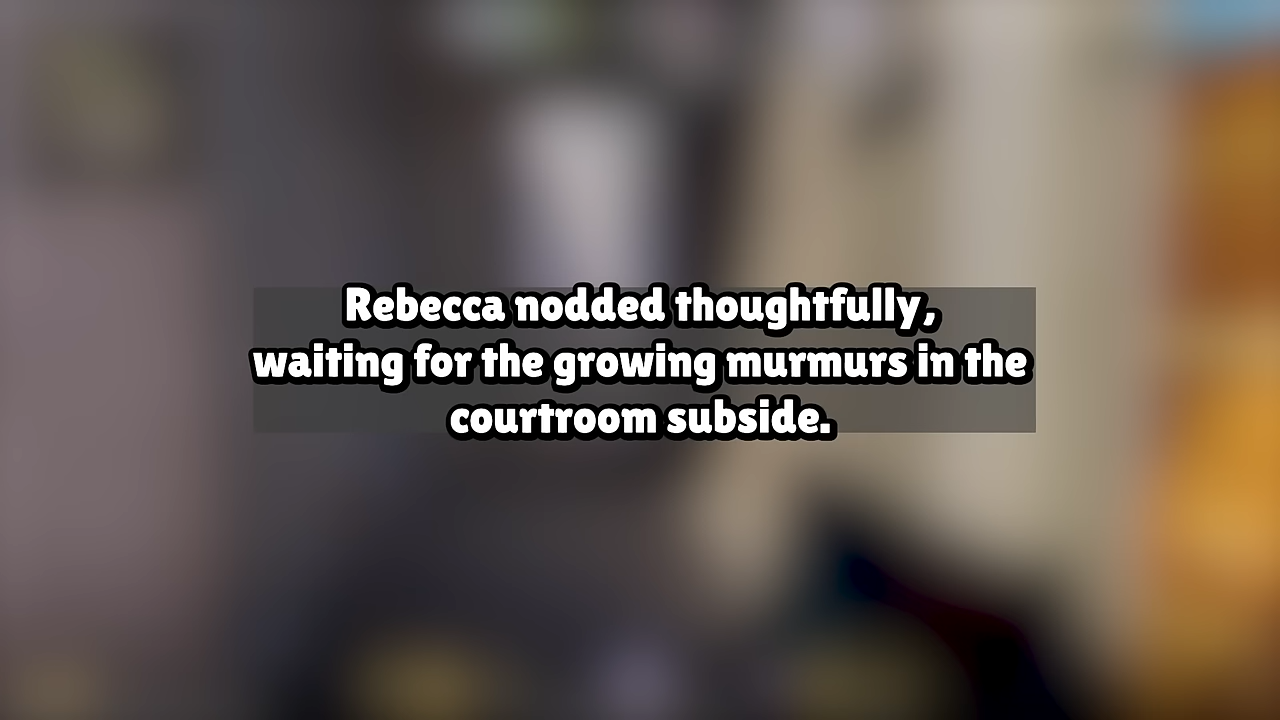 Rebecca nodded thoughtfully,
waiting for the growing murmurs in the
courtroom subside.